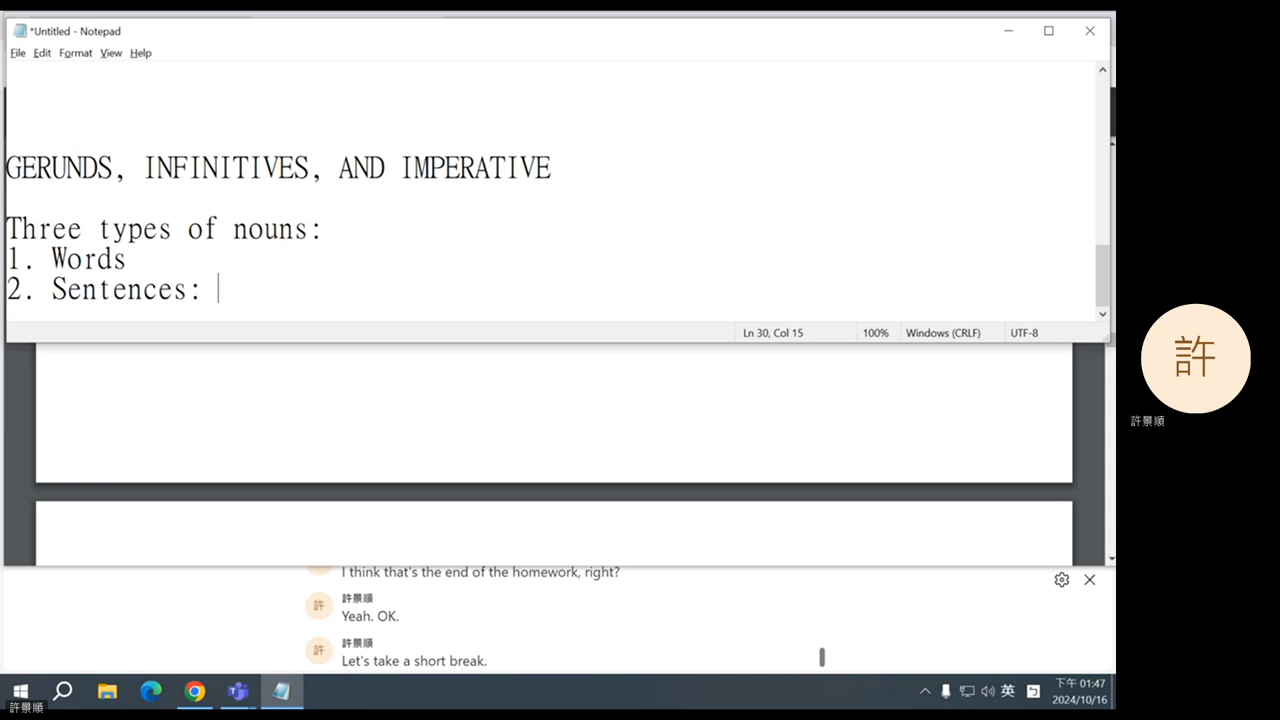 *Untitled - Notepad
File Edit Format View Help
GERUNDS, INFINITIVES, AND IMPERATIVE
Three types of nouns:
1. Words
2. Sentences:
Ln 30, Col 15 100% Windows (CRLF) UTF-8
許
許景順
I think that's the end of the homework, right?
許
許景順
Yeah. OK.
許
許景順
Let's take a short break.
英
下午 01:47
2024/10/16
許景順